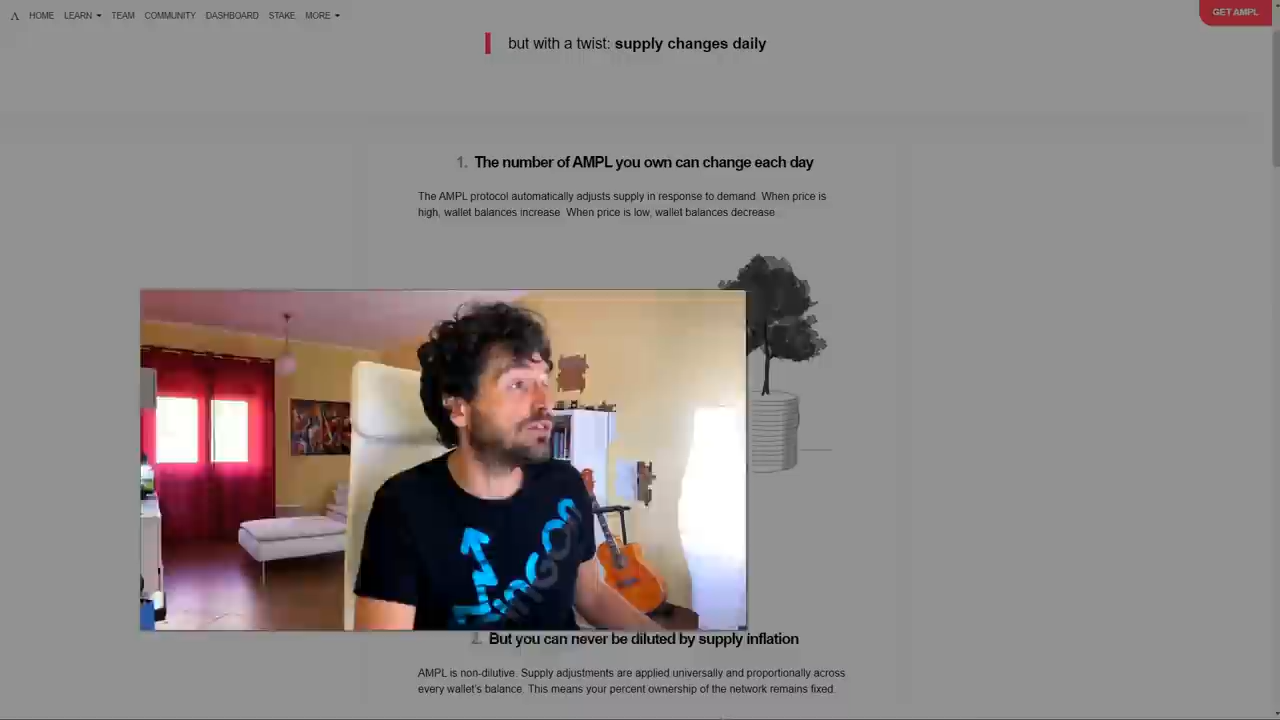 HOME LEARN TEAM COMMUNITY DASHBOARD STAKE MORE
GET AMPL
but with a twist: supply changes daily
1. The number of AMPL you own can change each day
The AMPL protocol automatically adjusts supply in response to demand. When price is
high, wallet balances increase. When price is low, wallet balances decrease.
2. But you can never be diluted by supply inflation
AMPL is non-dilutive. Supply adjustments are applied universally and proportionally across
every wallet's balance. This means your percent ownership of the network remains fixed.